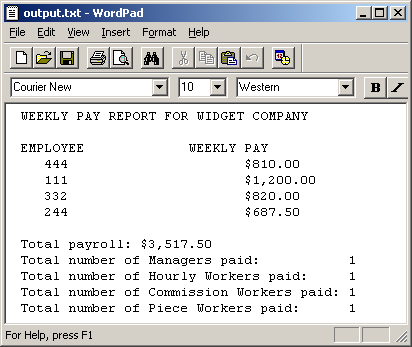 output.txt - WordPad
File Edit View Insert Format Help
Courier New 10 Western B I
WEEKLY PAY REPORT FOR WIDGET COMPANY
EMPLOYEE WEEKLY PAY
444 $810.00
111 $1,200.00
332 $820.00
244 $687.50
Total payroll: $3,517.50
Total number of Managers paid: 1
Total number of Hourly Workers paid: 1
Total number of Commission Workers paid: 1
Total number of Piece Workers paid: 1
For Help, press F1